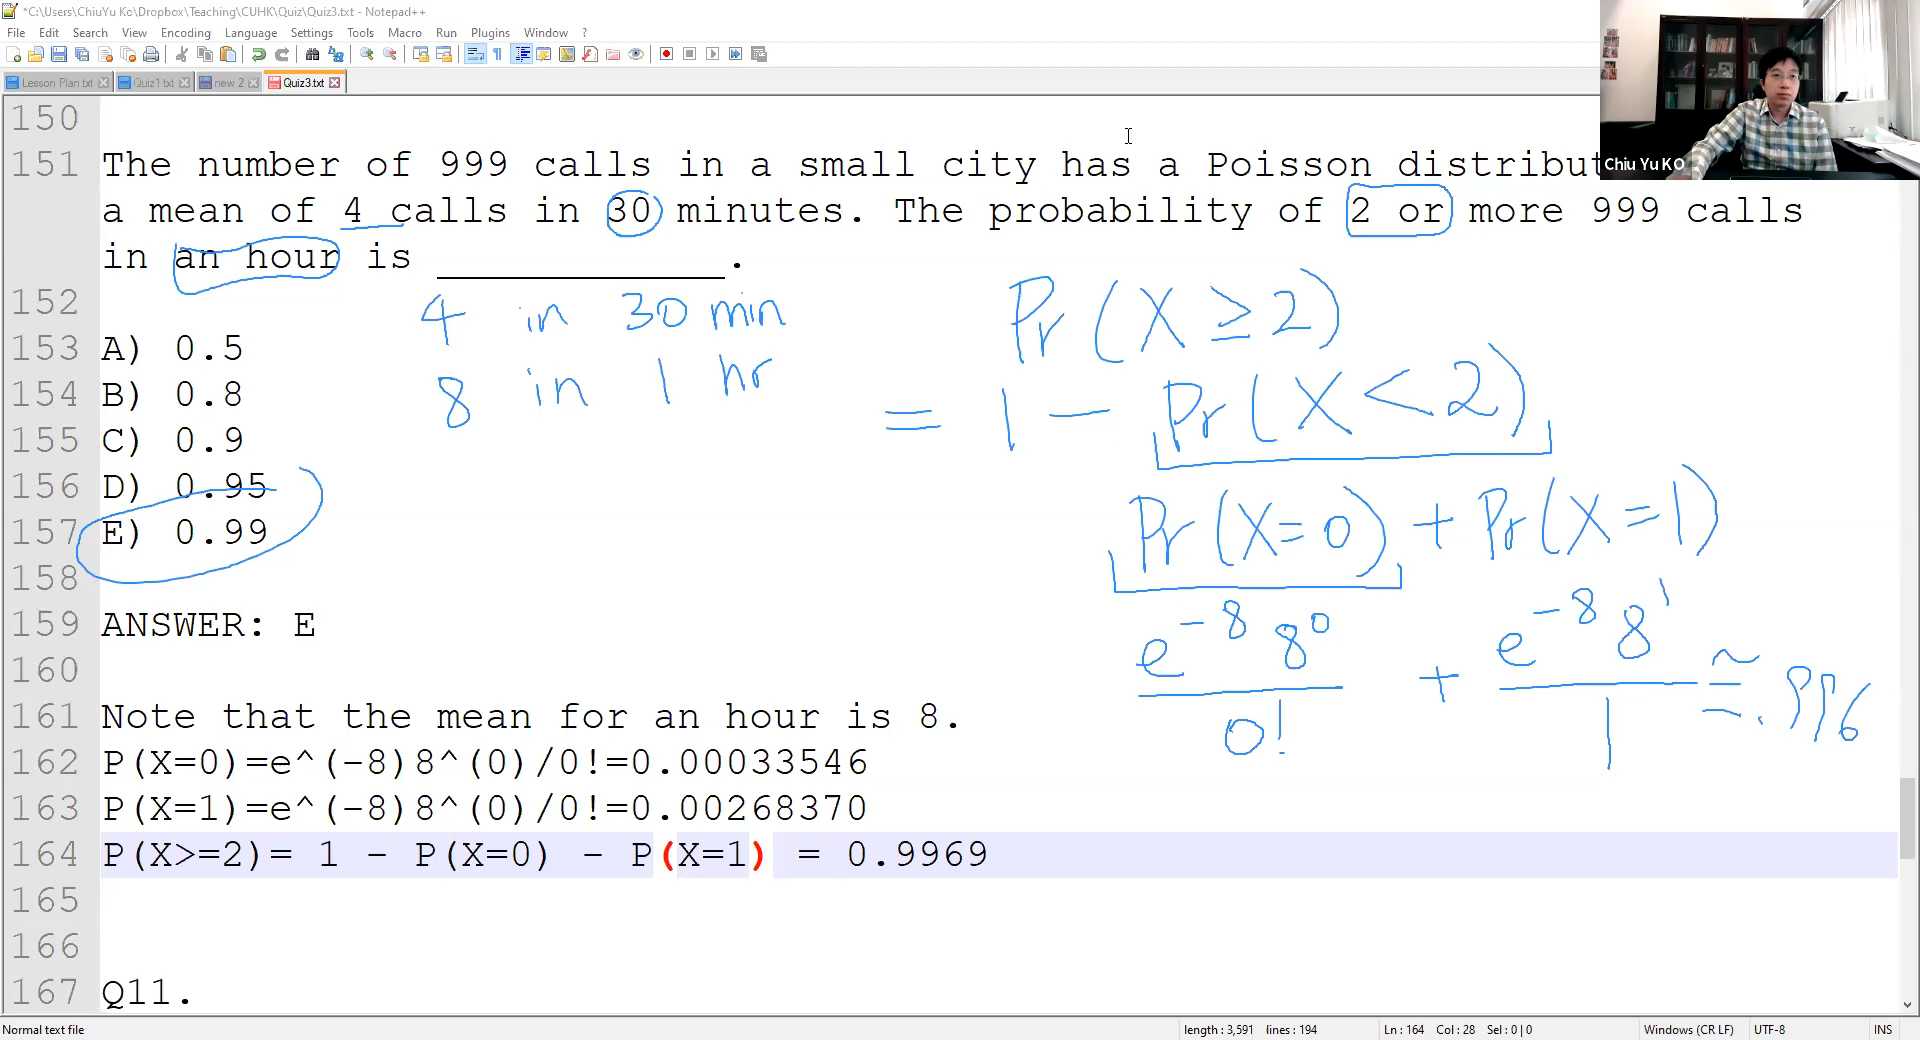 *C:\Users\ChiuYu Ko\Dropbox\Teaching\CUHK\Quiz\Quiz3.txt - Notepad++
File Edit Search View Encoding Language Settings Tools Macro Run Plugins Window ?
Lesson Plan.txt Quiz1.txt new 2 Quiz3.txt
Chiu Yu KO
150
151 The number of 999 calls in a small city has a Poisson distribut
a mean of 4 calls in 30 minutes. The probability of 2 or more 999 calls
in an hour is ____________.
152
4 in 30 min
Pr(X ≥ 2)
153 A) 0.5
154 B) 0.8
8 in 1 hr
= 1 - Pr(X < 2)
155 C) 0.9
156 D) 0.95
157 E) 0.99
Pr(X=0) + Pr(X=1)
158
159 ANSWER: E
e^-8 8^0 / 0! + e^-8 8^1 / 1 ≅ .996
160
161 Note that the mean for an hour is 8.
162 P(X=0)=e^(-8)8^(0)/0!=0.00033546
163 P(X=1)=e^(-8)8^(0)/0!=0.00268370
164 P(X>=2)= 1 - P(X=0) - P(X=1) = 0.9969
165
166
167 Q11.
Normal text file length : 3,591 lines : 194 Ln : 164 Col : 28 Sel : 0 | 0 Windows (CR LF) UTF-8 INS